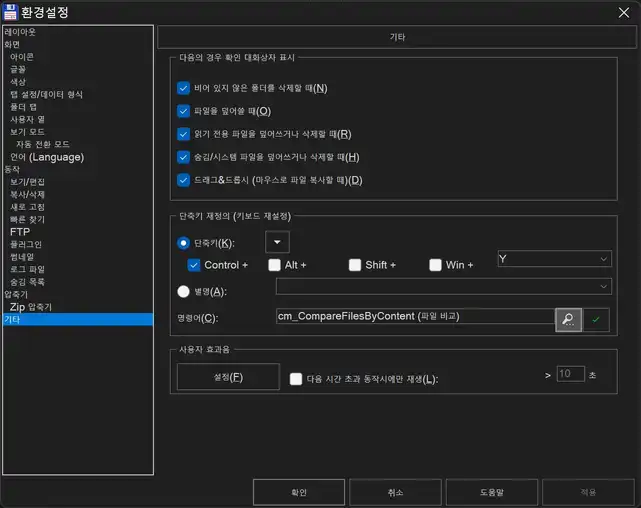 환경설정
레이아웃
화면
아이콘
글꼴
색상
탭 설정/데이터 형식
폴더 탭
사용자 열
보기 모드
자동 전환 모드
언어 (Language)
동작
보기/편집
복사/삭제
새로 고침
빠른 찾기
FTP
플러그인
썸네일
로그 파일
숨김 목록
압축기
Zip 압축기
기타
기타
다음의 경우 확인 대화상자 표시
비어 있지 않은 폴더를 삭제할 때(N)
파일을 덮어쓸 때(O)
읽기 전용 파일을 덮어쓰거나 삭제할 때(R)
숨김/시스템 파일을 덮어쓰거나 삭제할 때(H)
드래그&드롭시 (마우스로 파일 복사할 때)(D)
단축키 재정의 (키보드 재설정)
단축키(K):
Control + Alt + Shift + Win + Y
별명(A):
명령어(C): cm_CompareFilesByContent (파일 비교)
사용자 효과음
설정(F) 다음 시간 초과 동작시에만 재생(L): > 10 초
확인 취소 도움말 적용